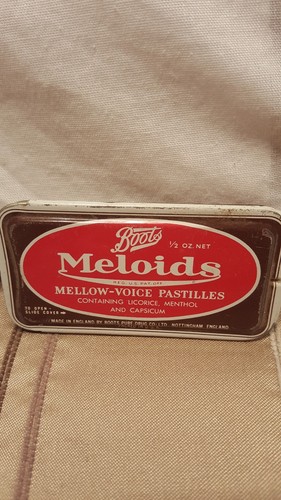 Boots
½ OZ. NET
Meloids
REG. U.S. PAT. OFF.
MELLOW-VOICE PASTILLES
CONTAINING LICORICE, MENTHOL
AND CAPSICUM
TO OPEN
SLIDE COVER
MADE IN ENGLAND BY BOOTS PURE DRUG CO. LTD. NOTTINGHAM ENGLAND